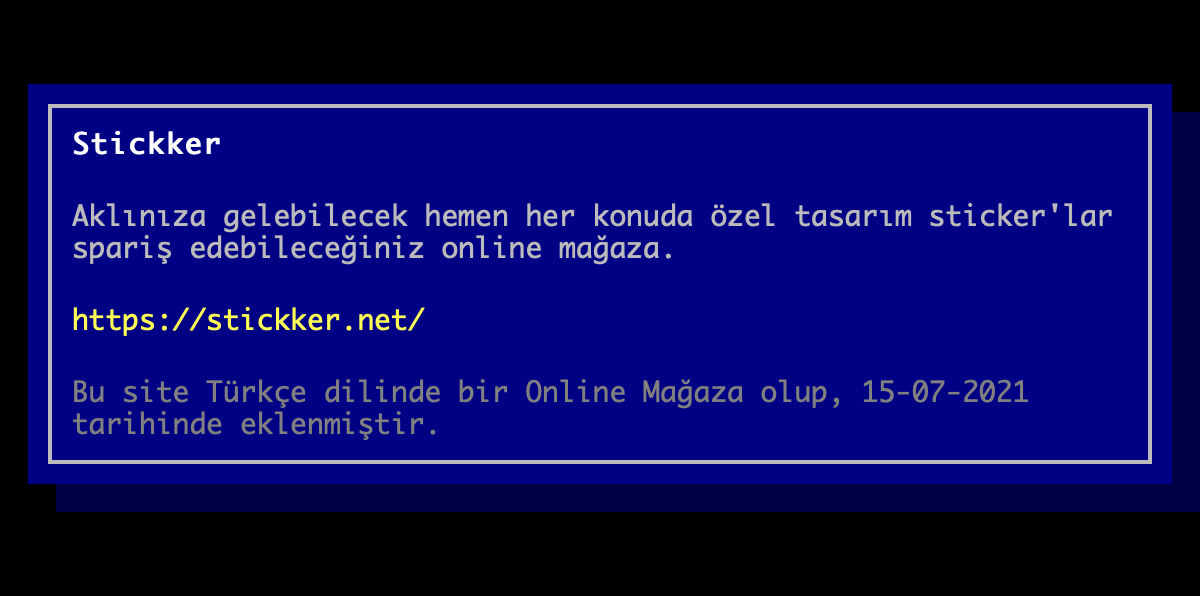 Stickker
Aklınıza gelebilecek hemen her konuda özel tasarım sticker'lar
spariş edebileceğiniz online mağaza.
https://stickker.net/
Bu site Türkçe dilinde bir Online Mağaza olup, 15-07-2021
tarihinde eklenmiştir.